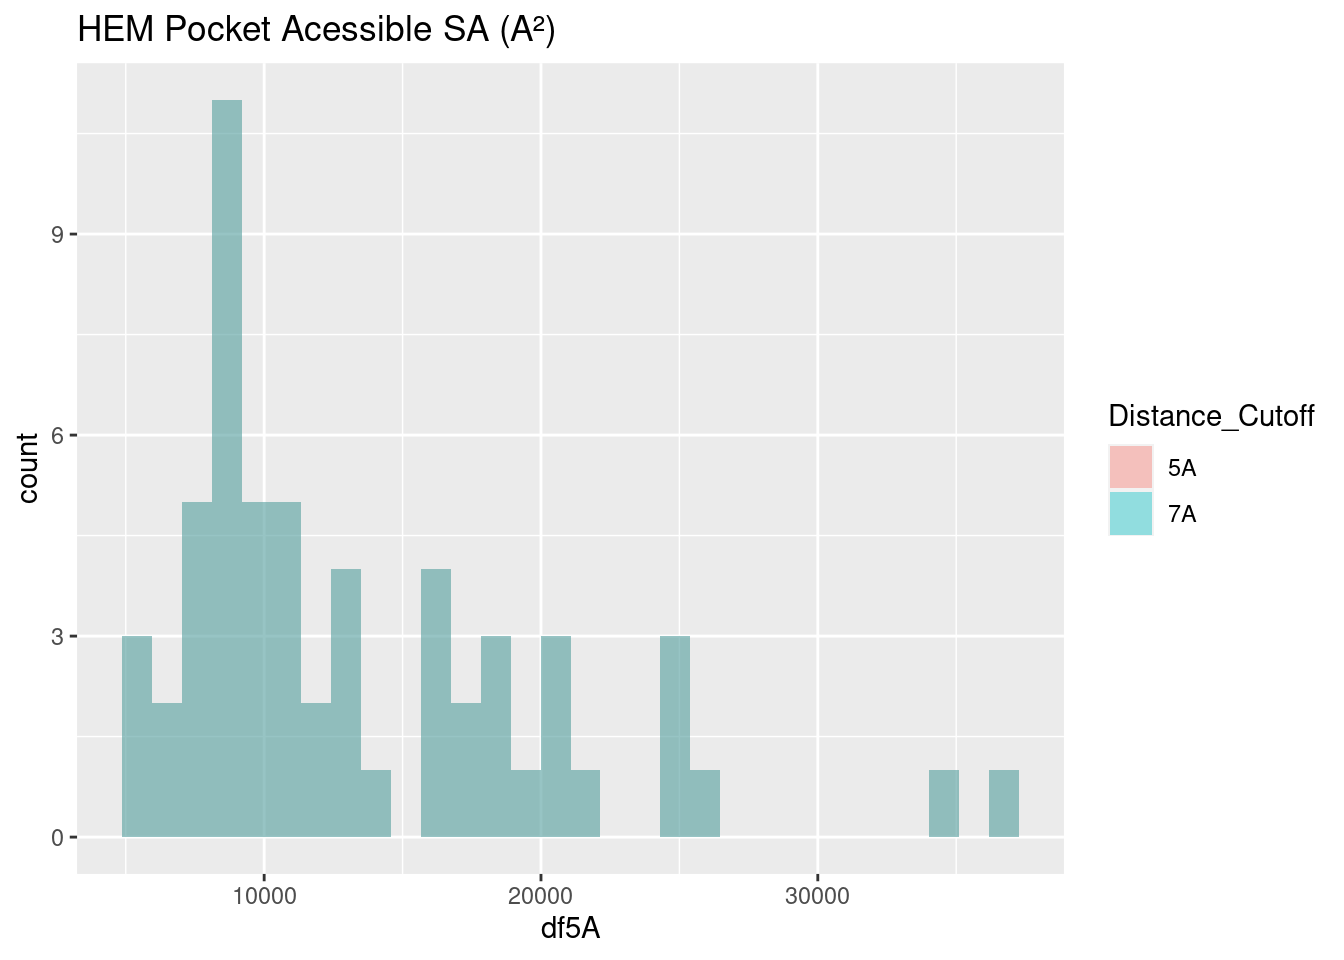 HEM Pocket Acessible SA (A²)
count
9
6
3
0
10000
20000
30000
df5A
Distance_Cutoff
5A
7A